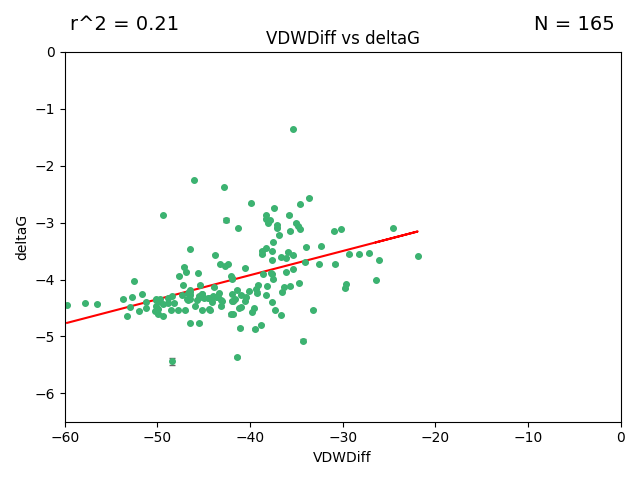 r^2 = 0.21
N = 165
VDWDiff vs deltaG
0
−1
−2
−3
−4
−5
−6
deltaG
−60 −50 −40 −30 −20 −10 0
VDWDiff